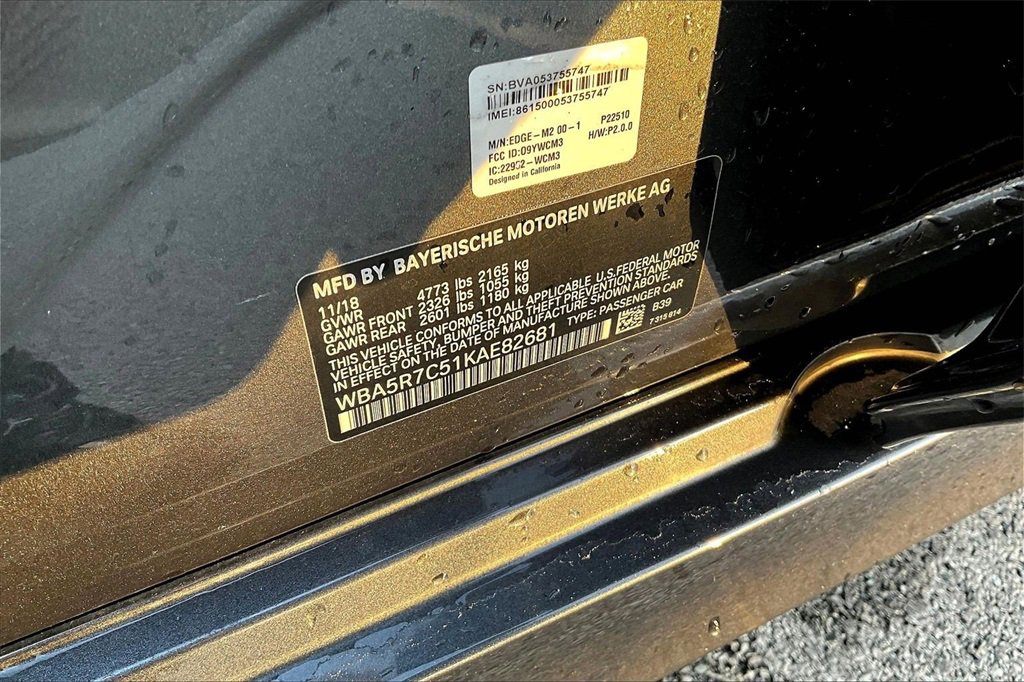 SN:BVA053755747
IMEI:861500053755747
M/N:EDGE-M2 00-1 P22510
FCC ID:O9YWCM3 H/W:P2.0.0
IC:22952-WCM3
Designed in California
MFD BY BAYERISCHE MOTOREN WERKE AG
11/18
GVWR 4773 lbs 2165 kg
GAWR FRONT 2326 lbs 1055 kg
GAWR REAR 2601 lbs 1180 kg
THIS VEHICLE CONFORMS TO ALL APPLICABLE U.S.FEDERAL MOTOR
VEHICLE SAFETY, BUMPER AND THEFT PREVENTION STANDARDS
IN EFFECT ON THE DATE OF MANUFACTURE SHOWN ABOVE.
WBA5R7C51KAE82681 TYPE: PASSENGER CAR
B39
7 315 814